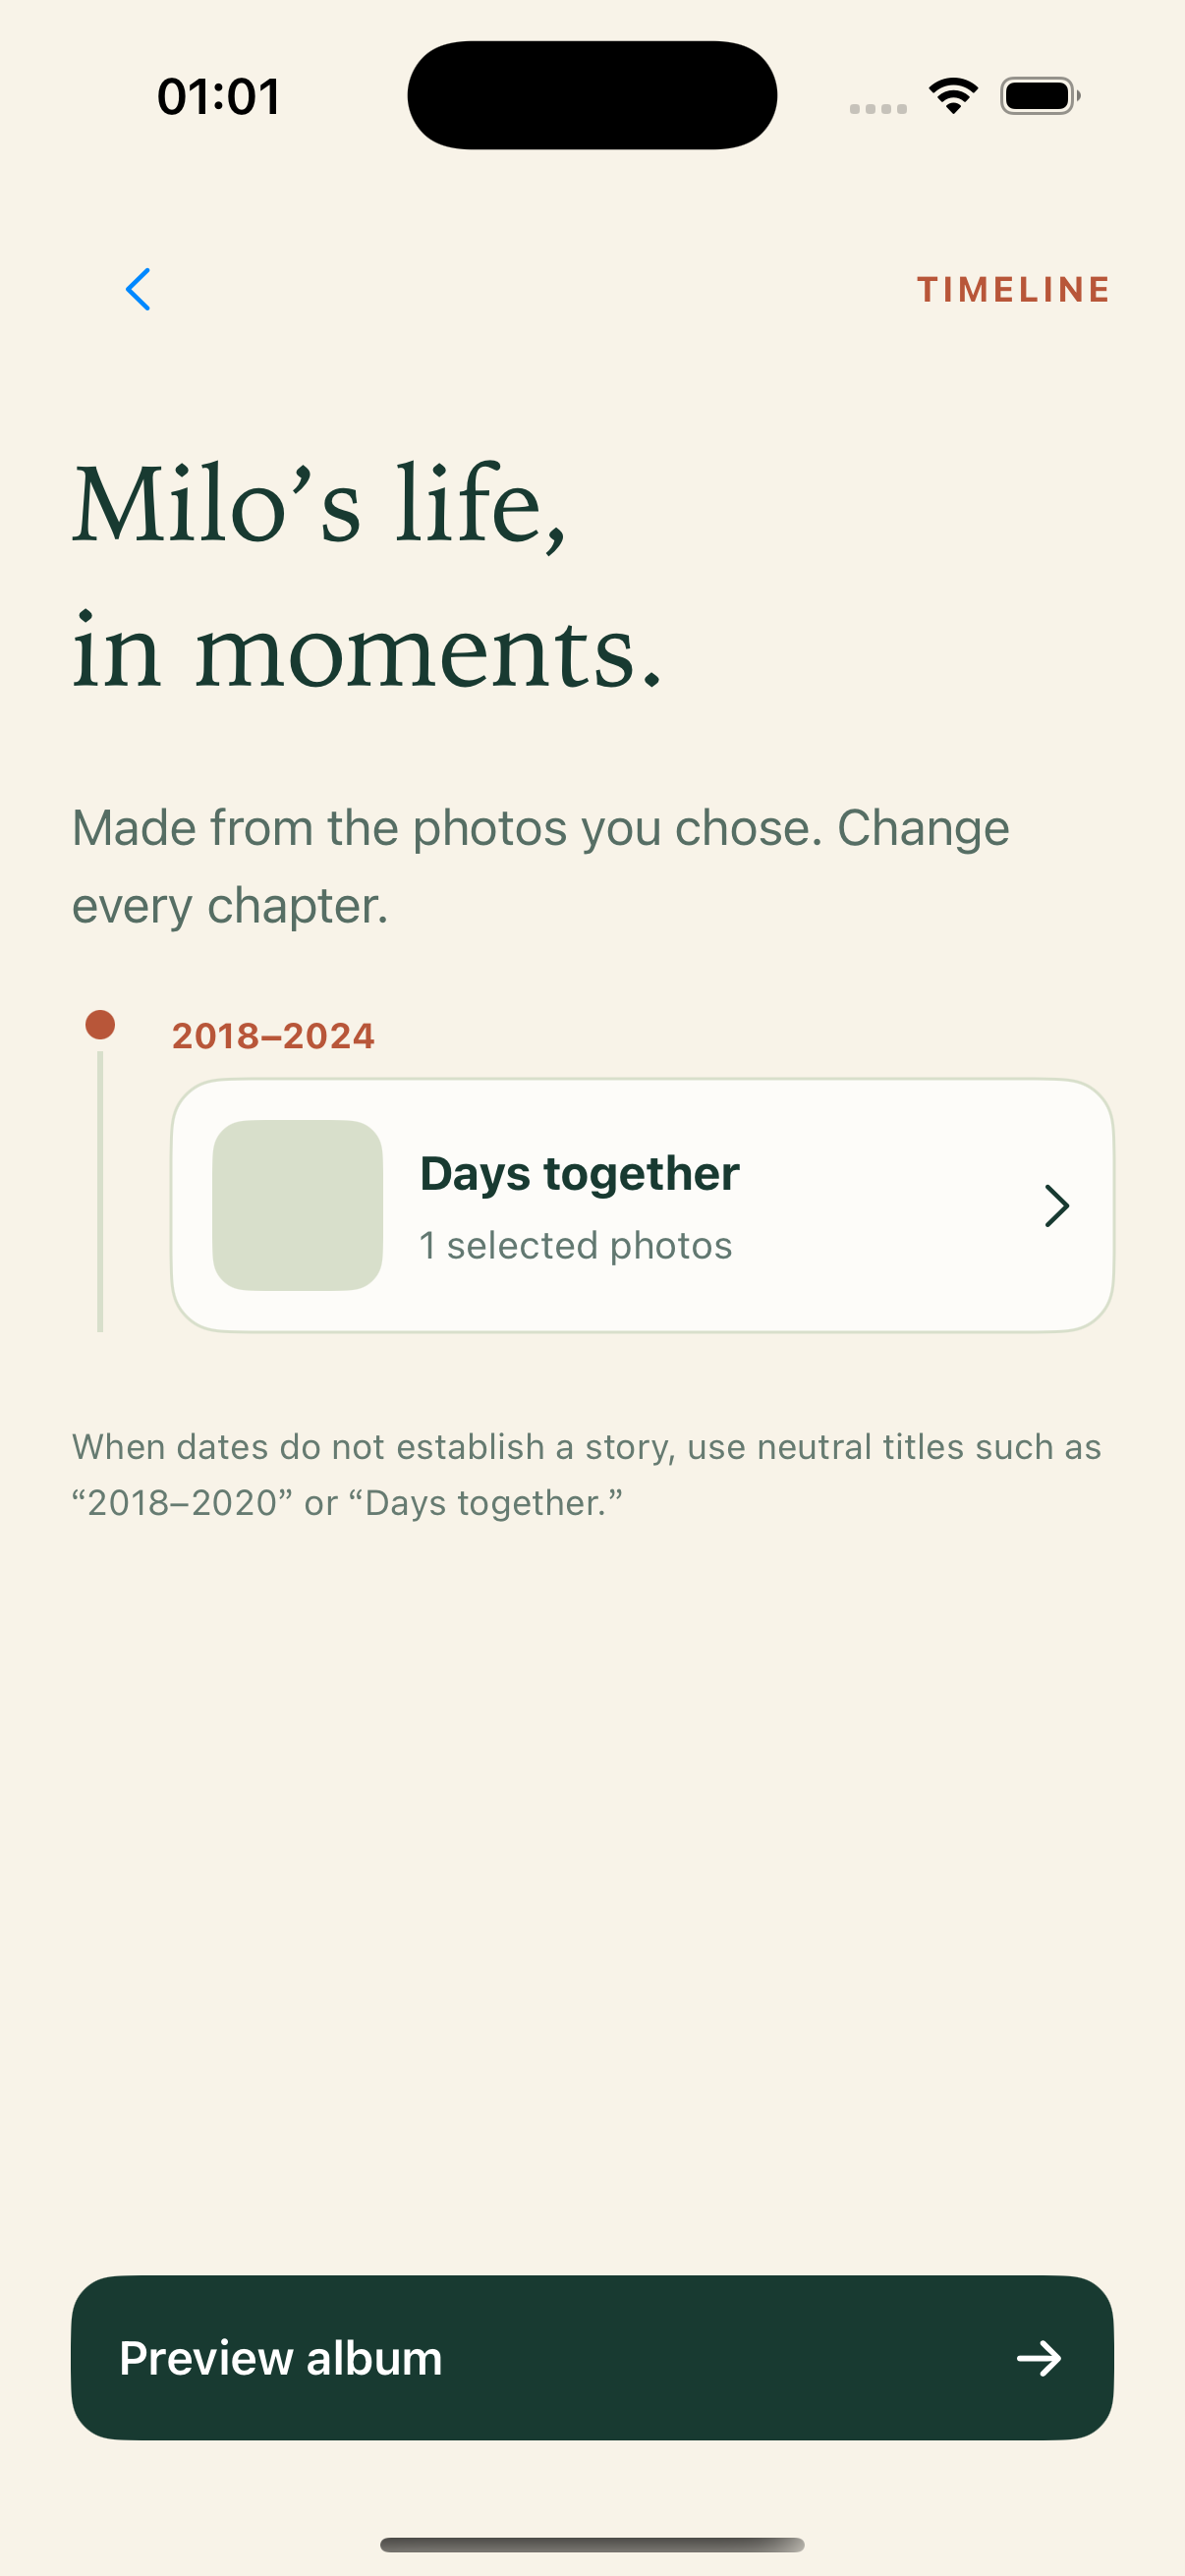 01:01
TIMELINE
Milo’s life,
in moments.
Made from the photos you chose. Change
every chapter.
2018–2024
Days together
1 selected photos
When dates do not establish a story, use neutral titles such as
“2018–2020” or “Days together.”
Preview album